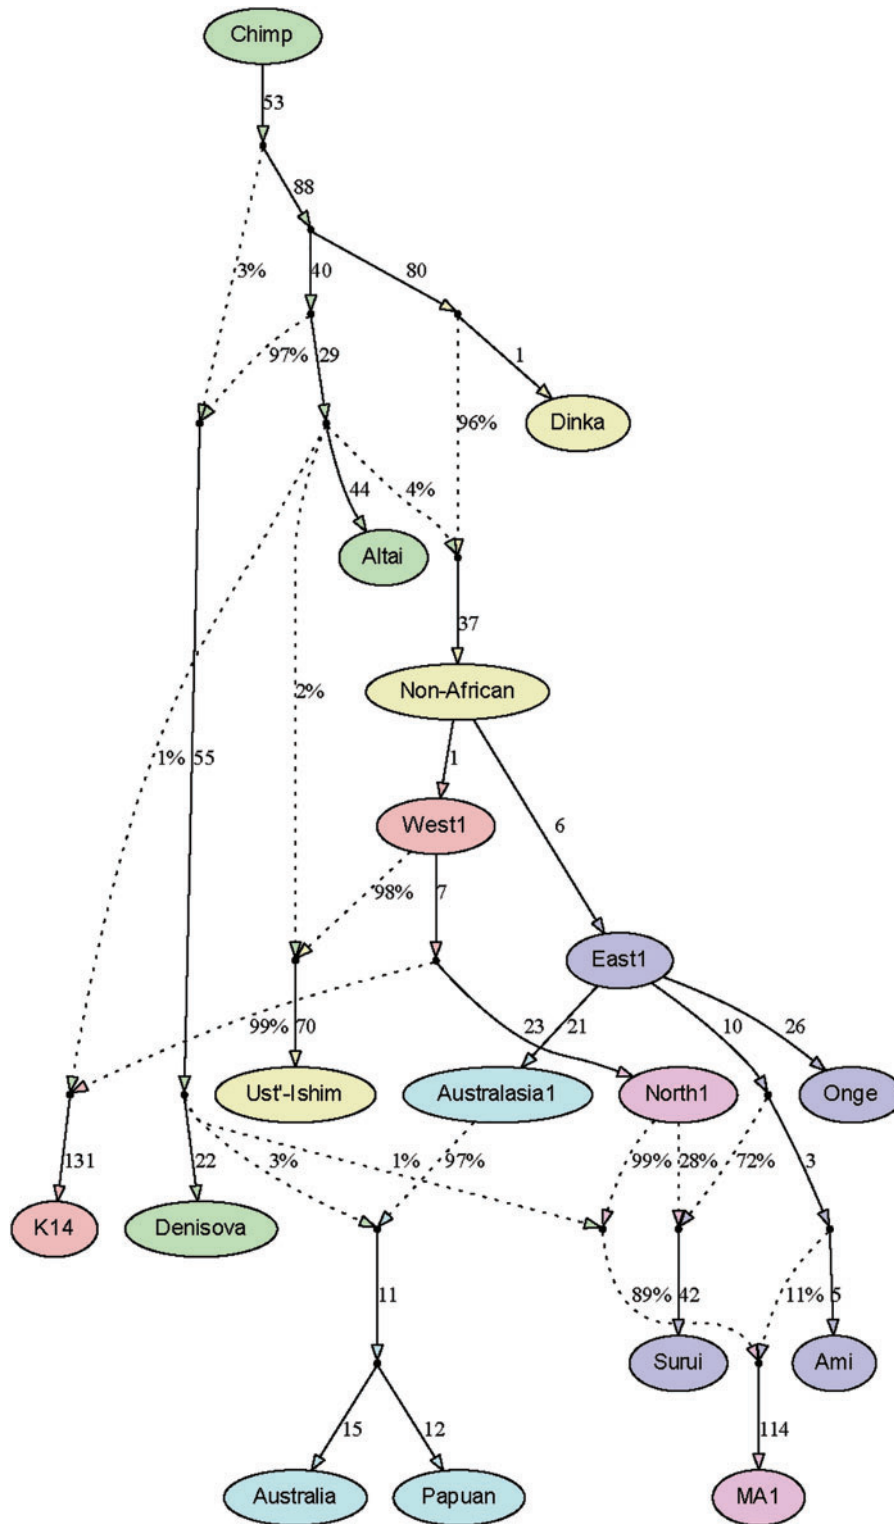 Chimp
53
88
3%
40
80
97%
29
1
Dinka
96%
44
4%
Altai
37
Non-African
2%
1%
55
1
West1
6
98%
7
East1
99%
70
23
21
10
26
Ust'-Ishim
Australasia1
North1
Onge
131
22
3%
1%
97%
99%
28%
72%
3
K14
Denisova
11
89%
42
11%
5
Surui
Ami
15
12
114
Australia
Papuan
MA1